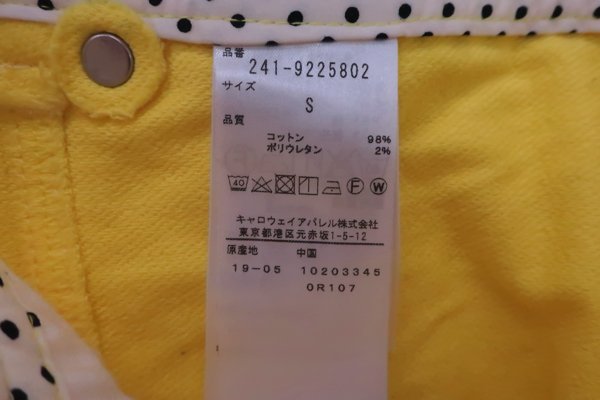 品番
241-9225802
サイズ
S
品質
コットン 98%
ポリウレタン 2%
40 F W
キャロウェイアパレル株式会社
東京都港区元赤坂1-5-12
原産地 中国
19-05 10203345
0R107